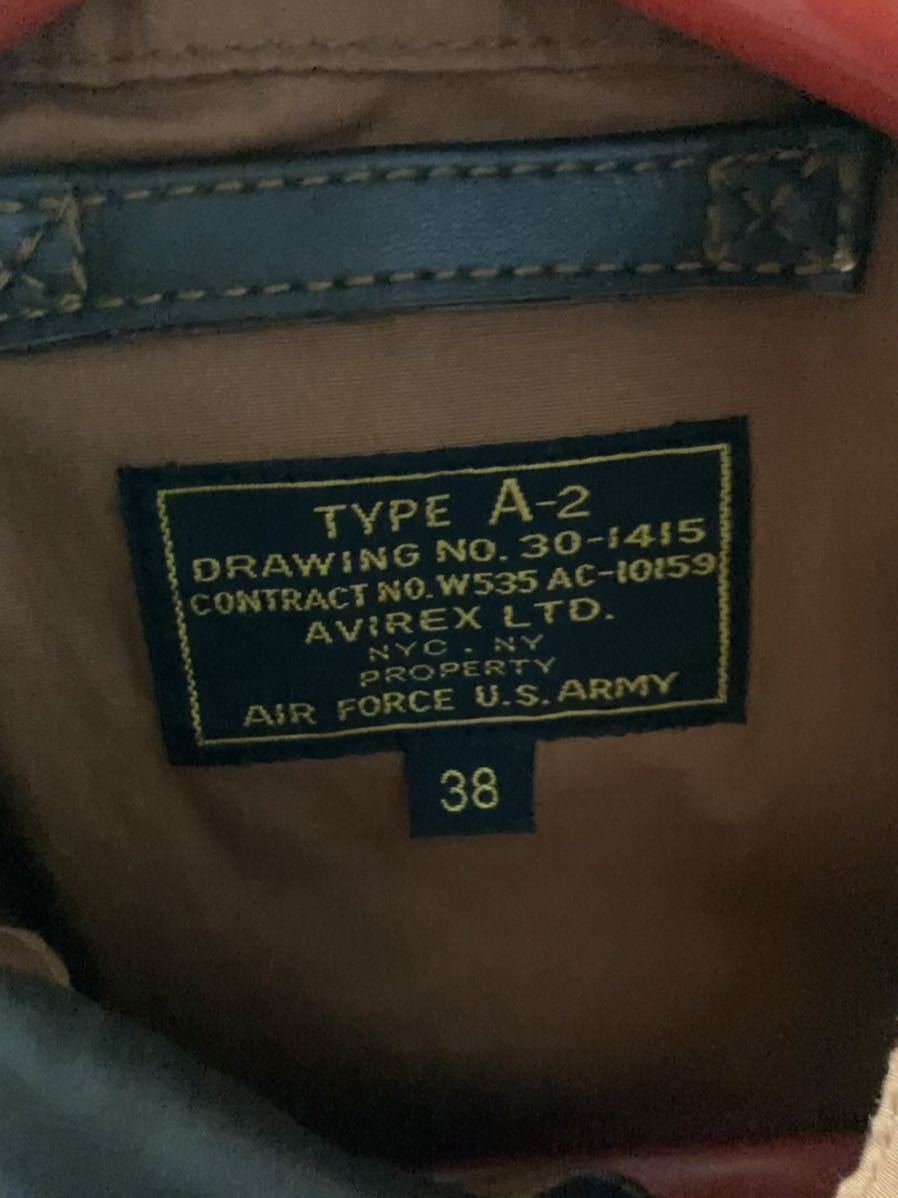 TYPE A-2
DRAWING NO. 30-1415
CONTRACT NO. W535 AC-10159
AVIREX LTD.
NYC. NY
PROPERTY
AIR FORCE U.S. ARMY
38